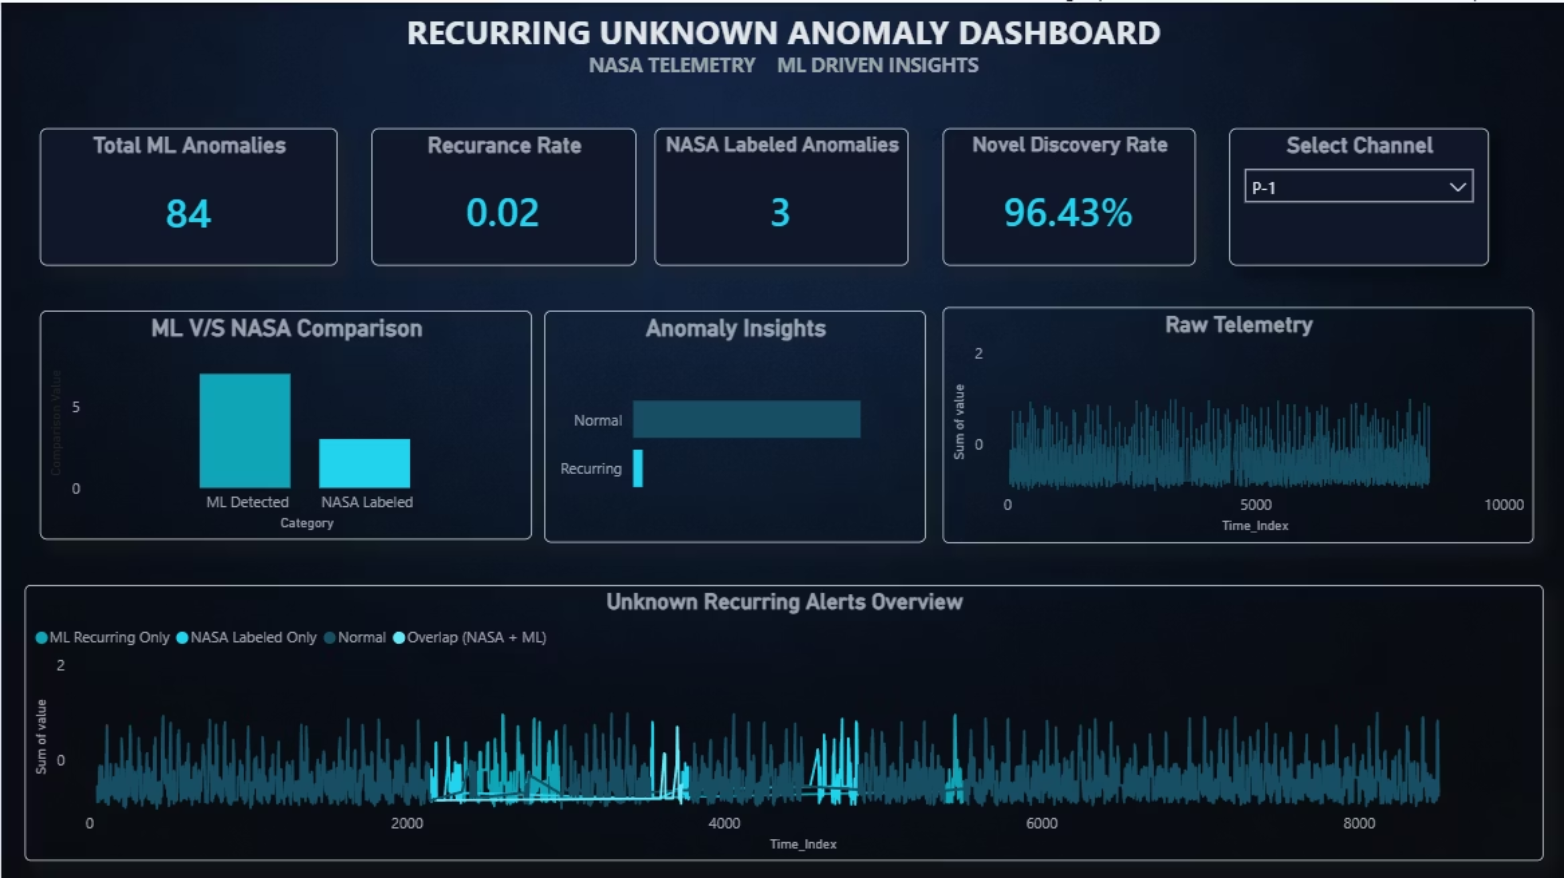 RECURRING UNKNOWN ANOMALY DASHBOARD
NASA TELEMETRY ML DRIVEN INSIGHTS
Total ML Anomalies
84
Recurance Rate
0.02
NASA Labeled Anomalies
3
Novel Discovery Rate
96.43%
Select Channel
P-1
ML V/S NASA Comparison
Comparison Value
5
0
ML Detected NASA Labeled
Category
Anomaly Insights
Normal
Recurring
Raw Telemetry
Sum of value
2
0
0 5000 10000
Time_Index
Unknown Recurring Alerts Overview
ML Recurring Only NASA Labeled Only Normal Overlap (NASA + ML)
Sum of value
2
0
0 2000 4000 6000 8000
Time_Index